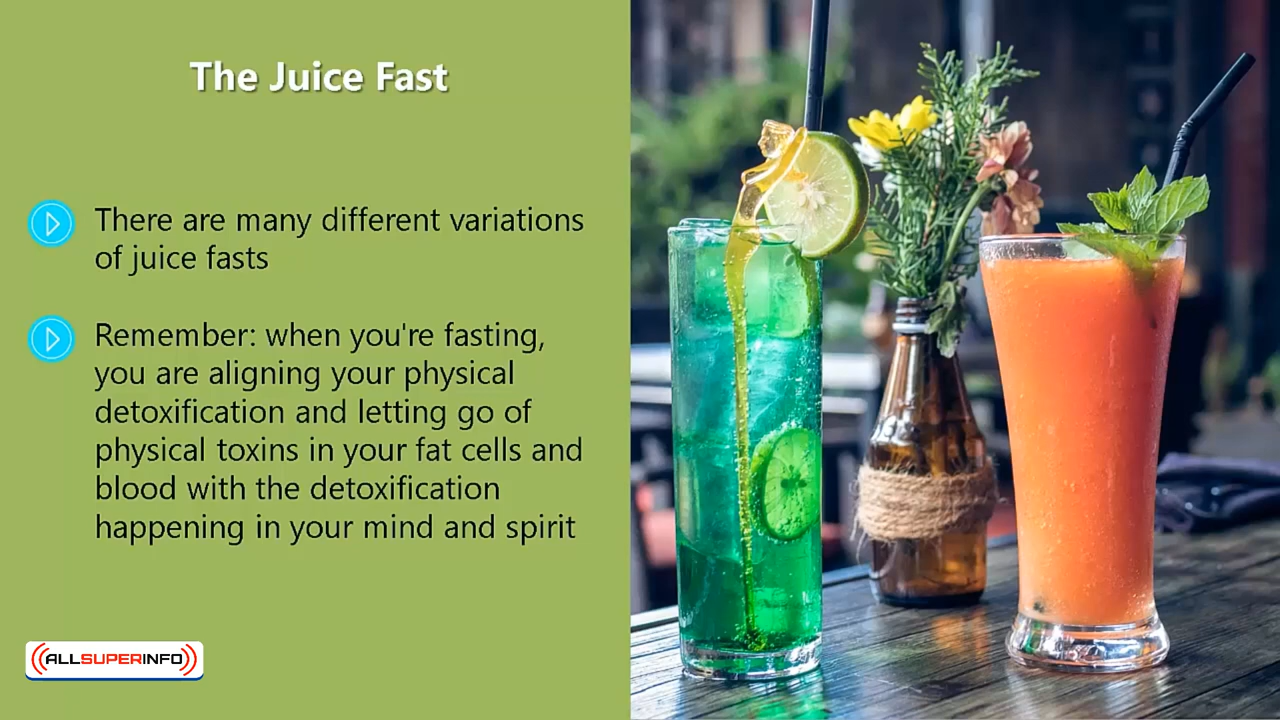 The Juice Fast
There are many different variations
of juice fasts
Remember: when you're fasting,
you are aligning your physical
detoxification and letting go of
physical toxins in your fat cells and
blood with the detoxification
happening in your mind and spirit
ALLSUPERINFO